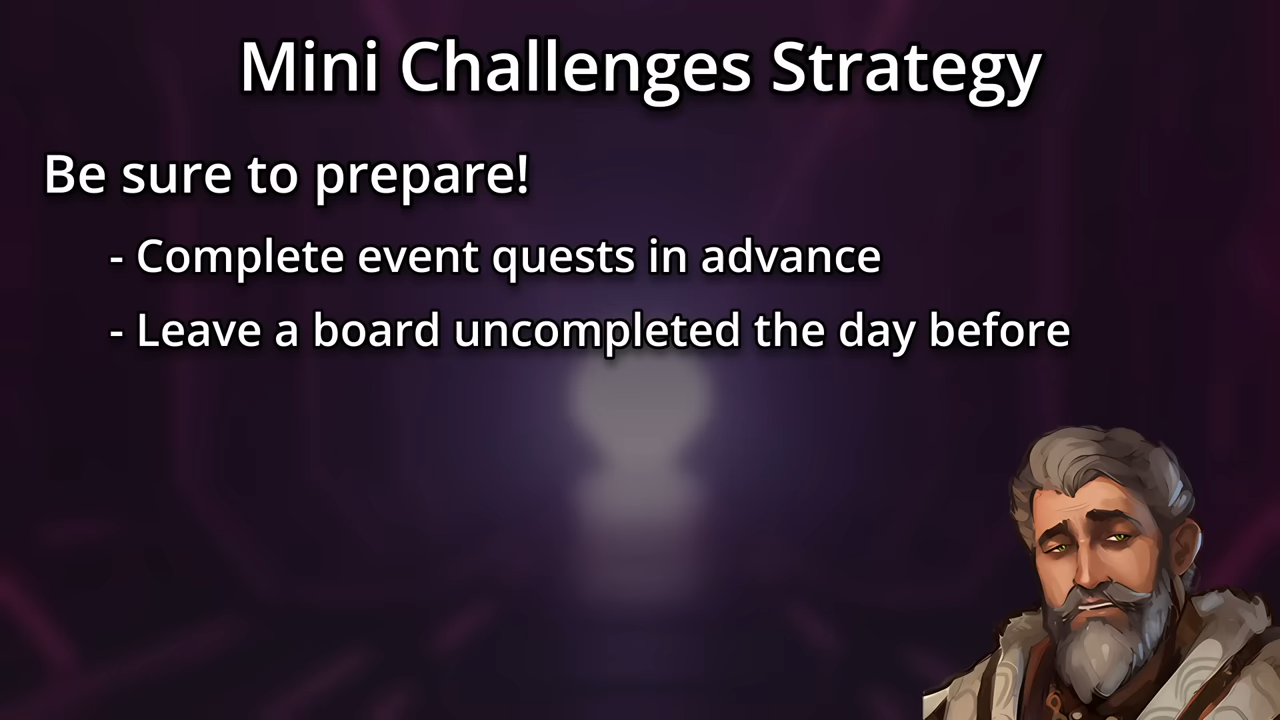 Mini Challenges Strategy
Be sure to prepare!
- Complete event quests in advance
- Leave a board uncompleted the day before